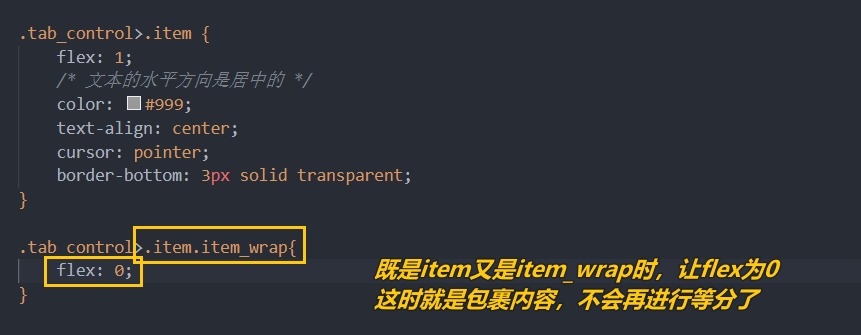 .tab_control>.item {
flex: 1;
/* 文本的水平方向是居中的 */
color: #999;
text-align: center;
cursor: pointer;
border-bottom: 3px solid transparent;
}
.tab_control>.item.item_wrap{
flex: 0;
}
既是item又是item_wrap时，让flex为0
这时就是包裹内容，不会再进行等分了